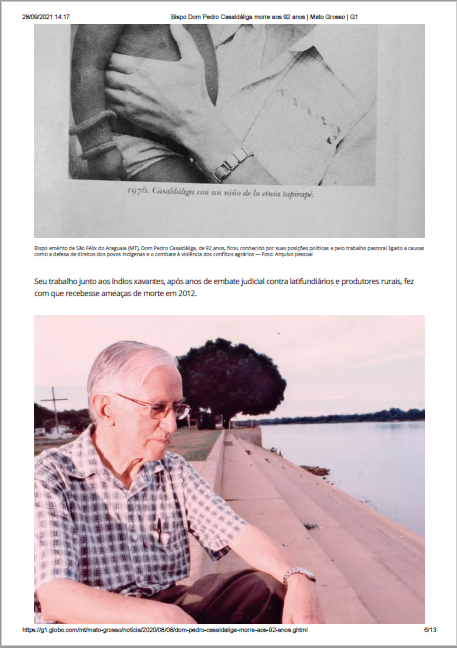 28/09/2021 14:17 Bispo Dom Pedro Casaldáliga morre aos 92 anos | Mato Grosso | G1
1976. Casaldáliga con un niño de la etnia tapirapé.
Bispo emérito de São Félix do Araguaia (MT), Dom Pedro Casaldáliga, de 92 anos, ficou conhecido por suas posições políticas e pelo trabalho pastoral ligado a causas
como a defesa de direitos dos povos indígenas e o combate à violência dos conflitos agrários — Foto: Arquivo pessoal
Seu trabalho junto aos índios xavantes, após anos de embate judicial contra latifundiários e produtores rurais, fez
com que recebesse ameaças de morte em 2012.
https://g1.globo.com/mt/mato-grosso/noticia/2020/08/08/dom-pedro-casaldaliga-morre-aos-92-anos.ghtml 6/13